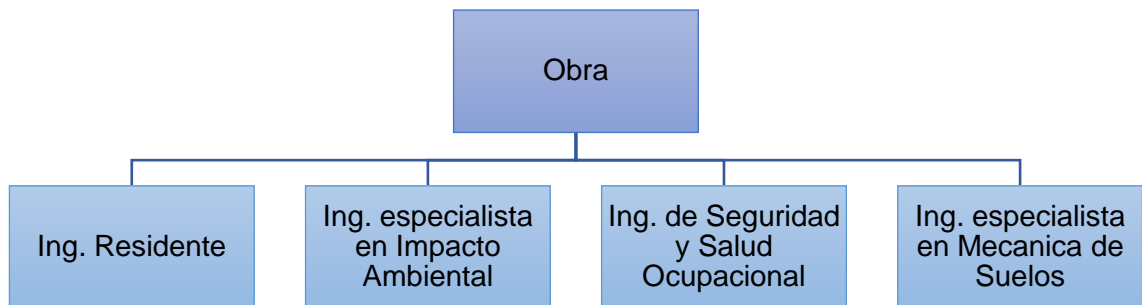 Obra
Ing. Residente
Ing. especialista
en Impacto
Ambiental
Ing. de Seguridad
y Salud
Ocupacional
Ing. especialista
en Mecanica de
Suelos